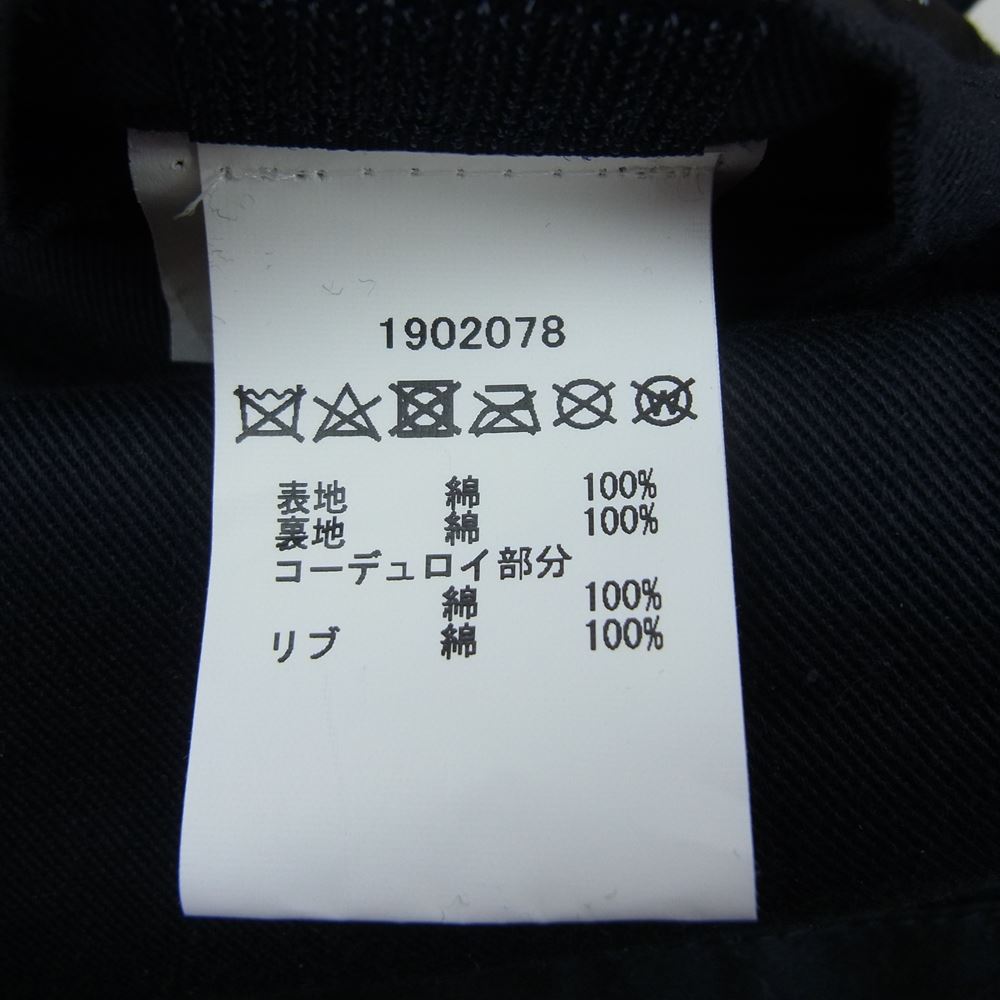 1902078
W
表地 綿 100%
裏地 綿 100%
コーデュロイ部分
綿 100%
リブ 綿 100%